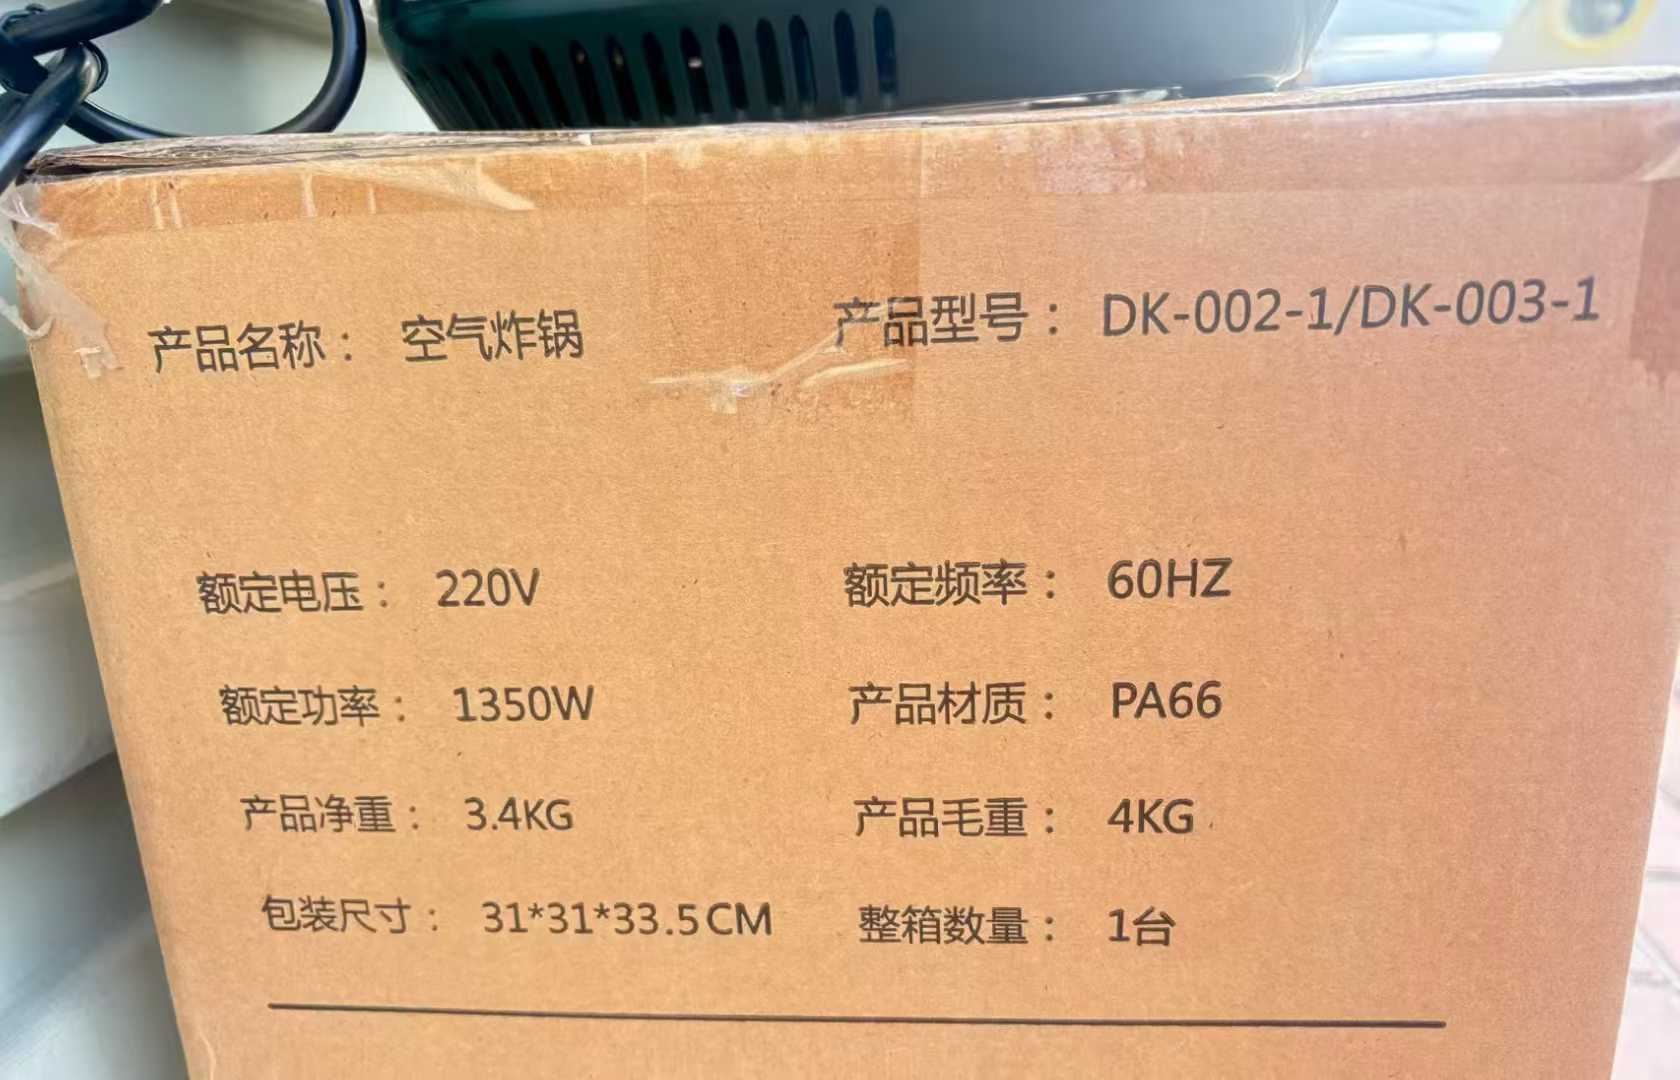 产品名称： 空气炸锅 产品型号： DK-002-1/DK-003-1
额定电压： 220V 额定频率： 60HZ
额定功率： 1350W 产品材质： PA66
产品净重： 3.4KG 产品毛重： 4KG
包装尺寸： 31*31*33.5CM 整箱数量： 1台